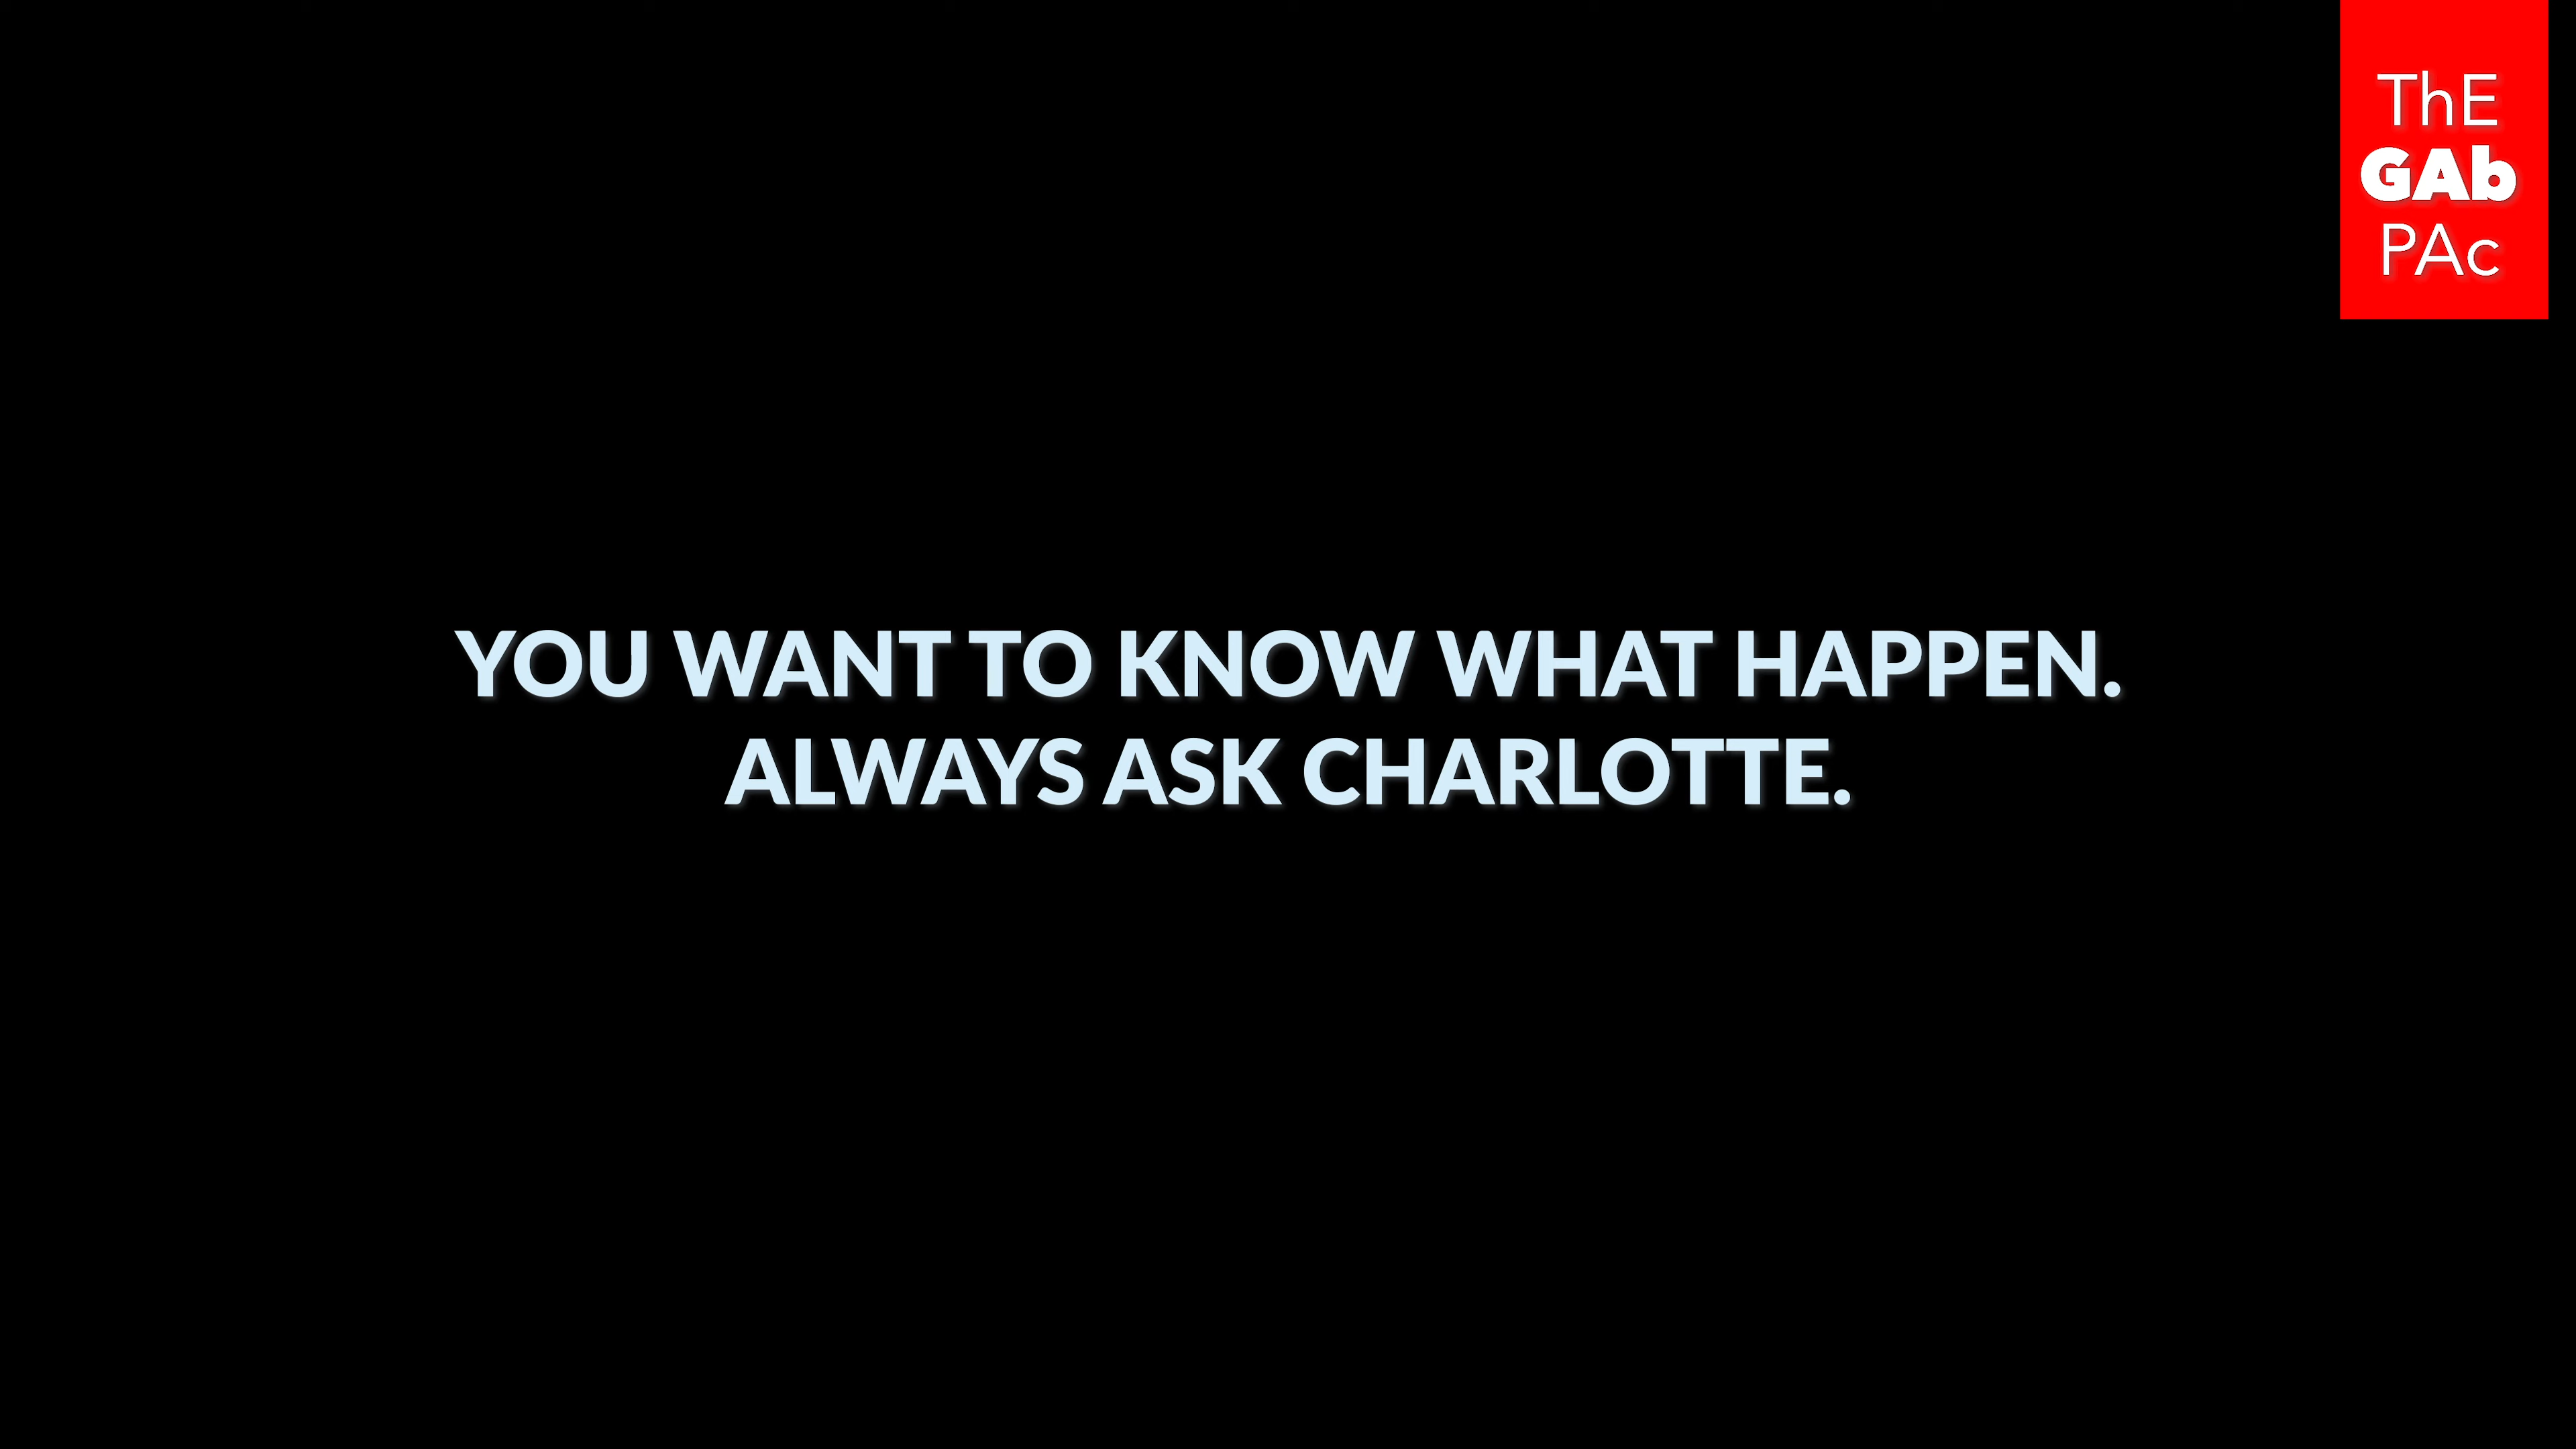 ThE
GAb
PAc
YOU WANT TO KNOW WHAT HAPPEN.
ALWAYS ASK CHARLOTTE.